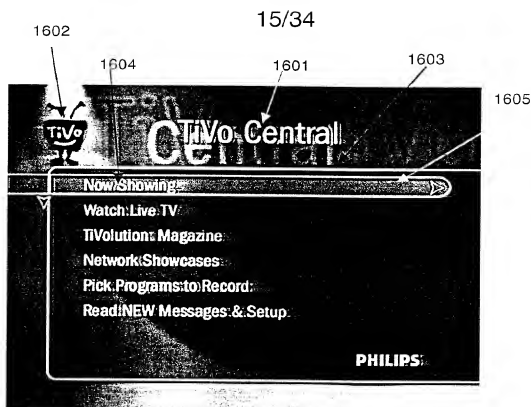 15/34
1602
1604
1601
1603
1605
TiVo
TiVo Central
Now Showing
Watch Live TV
TiVolution Magazine
Network Showcases
Pick Programs to Record
Read NEW Messages & Setup
PHILIPS